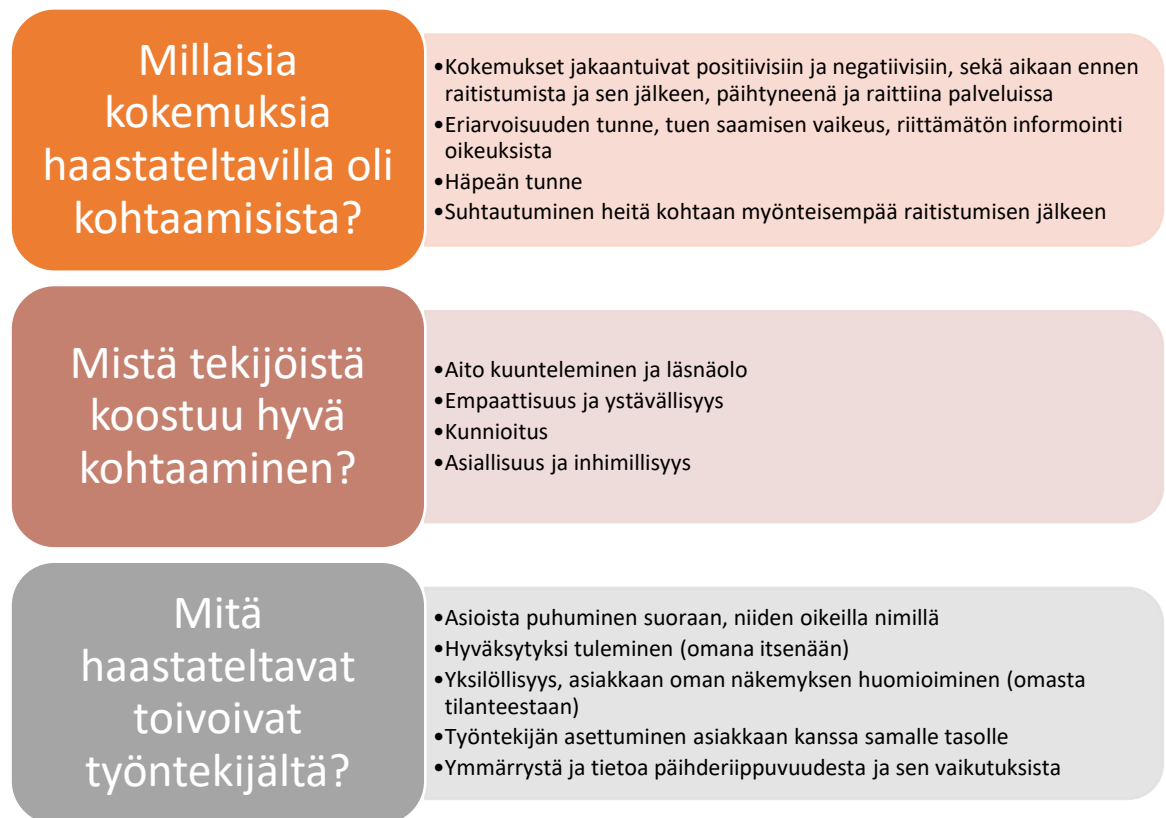 Millaisia
kokemuksia
haastateltavilla oli
kohtaamisista?
•Kokemukset jakaantuivat positiivisiin ja negatiivisiin, sekä aikaan ennen
raitistumista ja sen jälkeen, päihtyneenä ja raittiina palveluissa
•Eriarvoisuuden tunne, tuen saamisen vaikeus, riittämätön informointi
oikeuksista
•Häpeän tunne
•Suhtautuminen heitä kohtaan myönteisempää raitistumisen jälkeen
Mistä tekijöistä
koostuu hyvä
kohtaaminen?
•Aito kuunteleminen ja läsnäolo
•Empaattisuus ja ystävällisyys
•Kunnioitus
•Asiallisuus ja inhimillisyys
Mitä
haastateltavat
toivoivat
työntekijältä?
•Asioista puhuminen suoraan, niiden oikeilla nimillä
•Hyväksytyksi tuleminen (omana itsenään)
•Yksilöllisyys, asiakkaan oman näkemyksen huomioiminen (omasta
tilanteestaan)
•Työntekijän asettuminen asiakkaan kanssa samalle tasolle
•Ymmärrystä ja tietoa päihderiippuvuudesta ja sen vaikutuksista